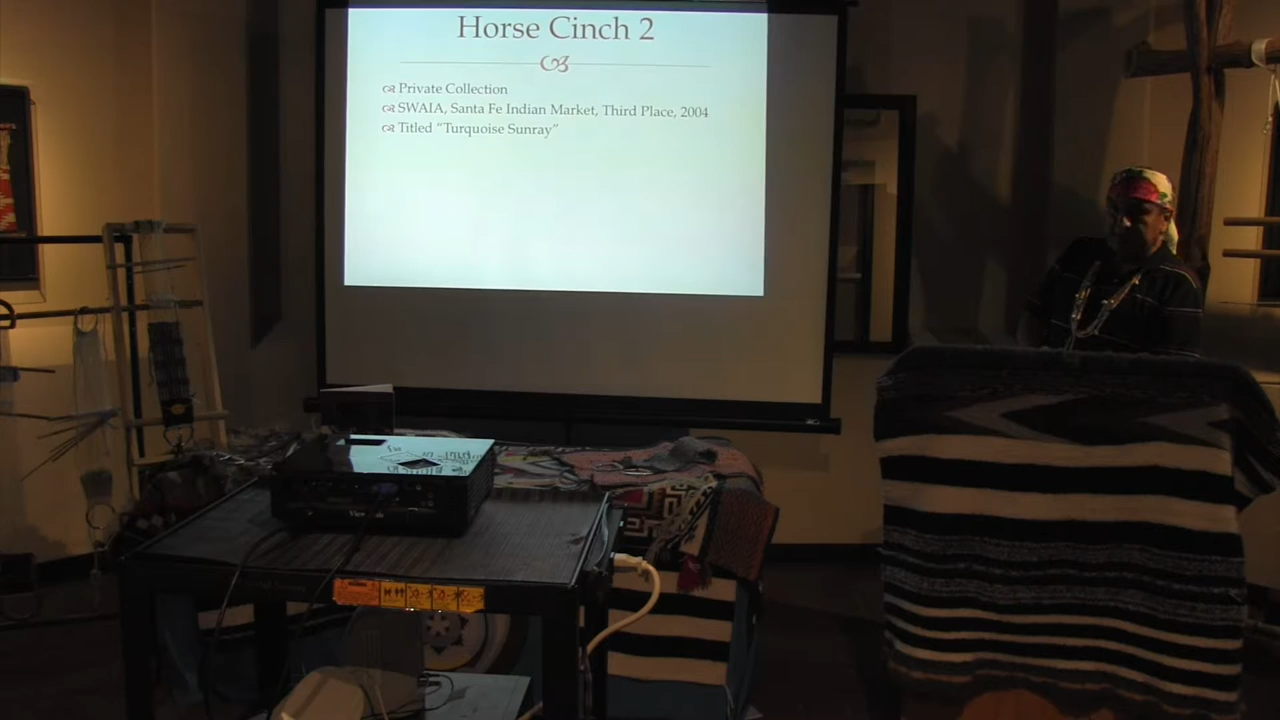 Horse Cinch 2
Private Collection
SWAIA, Santa Fe Indian Market, Third Place, 2004
Titled “Turquoise Sunray”